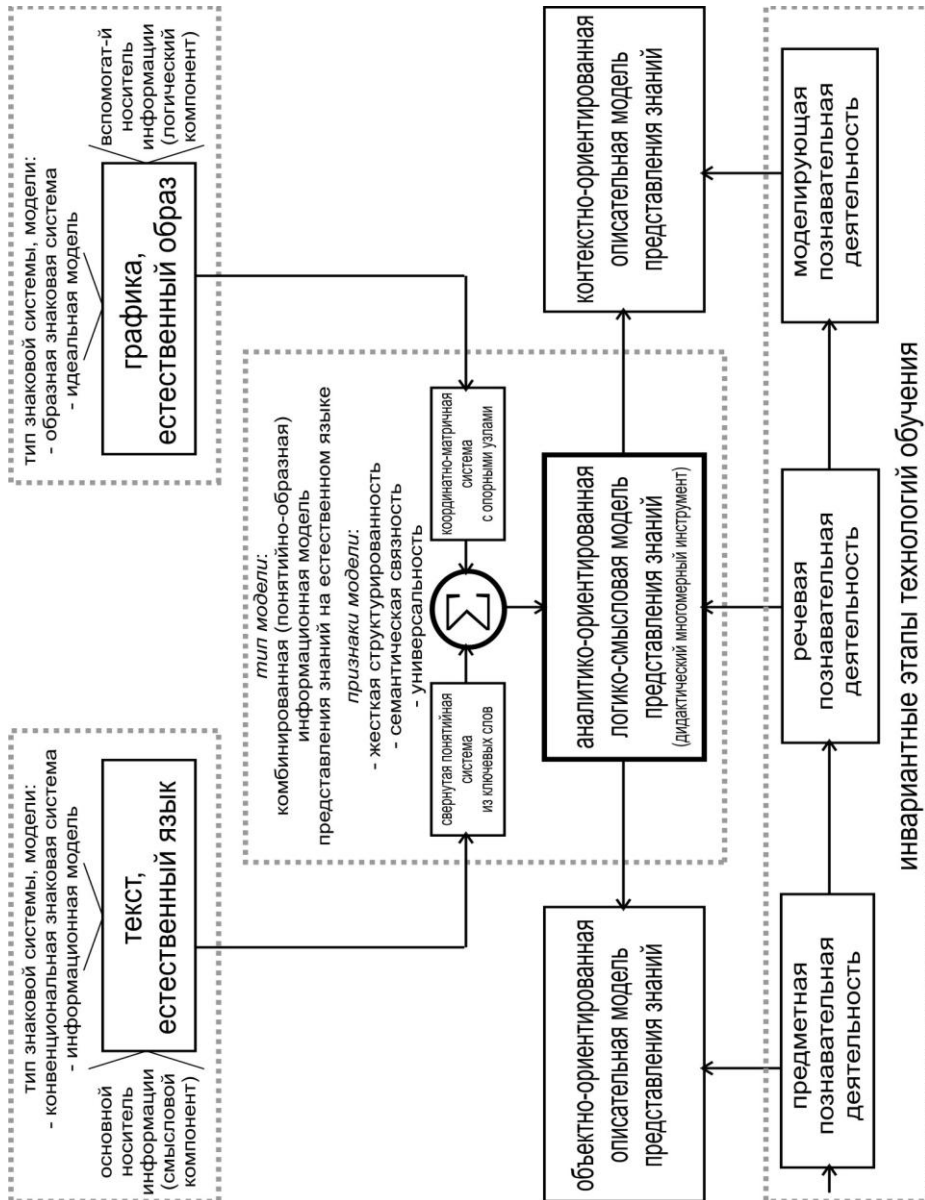 тип знаковой системы, модели:
- конвенциональная знаковая система
- информационная модель
основной
носитель
информации
(смысловой
компонент)
текст,
естественный язык
тип знаковой системы, модели:
- образная знаковая система
- идеальная модель
графика,
естественный образ
вспомогат-й
носитель
информации
(логический
компонент)
тип модели:
комбинированная (понятийно-образная)
информационная модель
представления знаний на естественном языке
признаки модели:
- жесткая структурированность
- семантическая связность
- универсальность
свернутая понятийная
система
из ключевых слов
Σ
координатно-матричная
система
с опорными узлами
объектно-ориентированная
описательная модель
представления знаний
аналитико-ориентированная
логико-смысловая модель
представления знаний
(дидактический многомерный инструмент)
контекстно-ориентированная
описательная модель
представления знаний
предметная
познавательная
деятельность
речевая
познавательная
деятельность
моделирующая
познавательная
деятельность
инвариантные этапы технологий обучения